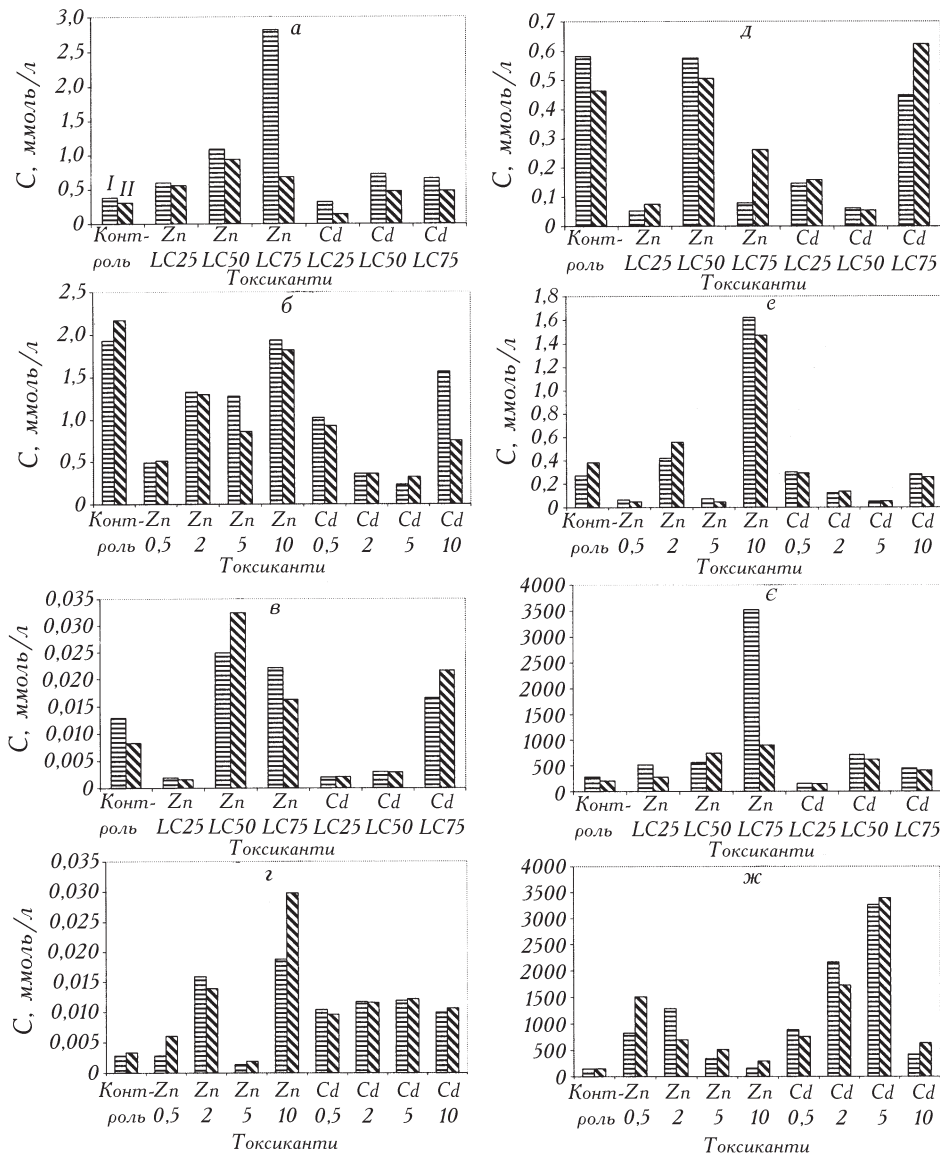 а
С, ммоль/л
3,0
2,5
2,0
1,5
1,0
0,5
0
I II
Конт- Zn Zn Zn Cd Cd Cd
роль LC25 LC50 LC75 LC25 LC50 LC75
Токсиканти
б
С, ммоль/л
2,5
2,0
1,5
1,0
0,5
0
Конт- Zn Zn Zn Zn Cd Cd Cd Cd
роль 0,5 2 5 10 0,5 2 5 10
Токсиканти
в
С, ммоль/л
0,035
0,030
0,025
0,020
0,015
0,010
0,005
0
Конт- Zn Zn Zn Cd Cd Cd
роль LC25 LC50 LC75 LC25 LC50 LC75
Токсиканти
г
С, ммоль/л
0,035
0,030
0,025
0,020
0,015
0,010
0,005
0
Конт- Zn Zn Zn Zn Cd Cd Cd Cd
роль 0,5 2 5 10 0,5 2 5 10
Токсиканти
д
С, ммоль/л
0,7
0,6
0,5
0,4
0,3
0,2
0,1
0
Конт- Zn Zn Zn Cd Cd Cd
роль LC25 LC50 LC75 LC25 LC50 LC75
Токсиканти
е
С, ммоль/л
1,8
1,6
1,4
1,2
1,0
0,8
0,6
0,4
0,2
0
Конт- Zn Zn Zn Zn Cd Cd Cd Cd
роль 0,5 2 5 10 0,5 2 5 10
Токсиканти
є
4000
3500
3000
2500
2000
1500
1000
500
0
Конт- Zn Zn Zn Cd Cd Cd
роль LC25 LC50 LC75 LC25 LC50 LC75
Токсиканти
ж
4000
3500
3000
2500
2000
1500
1000
500
0
Конт- Zn Zn Zn Zn Cd Cd Cd Cd
роль 0,5 2 5 10 0,5 2 5 10
Токсиканти